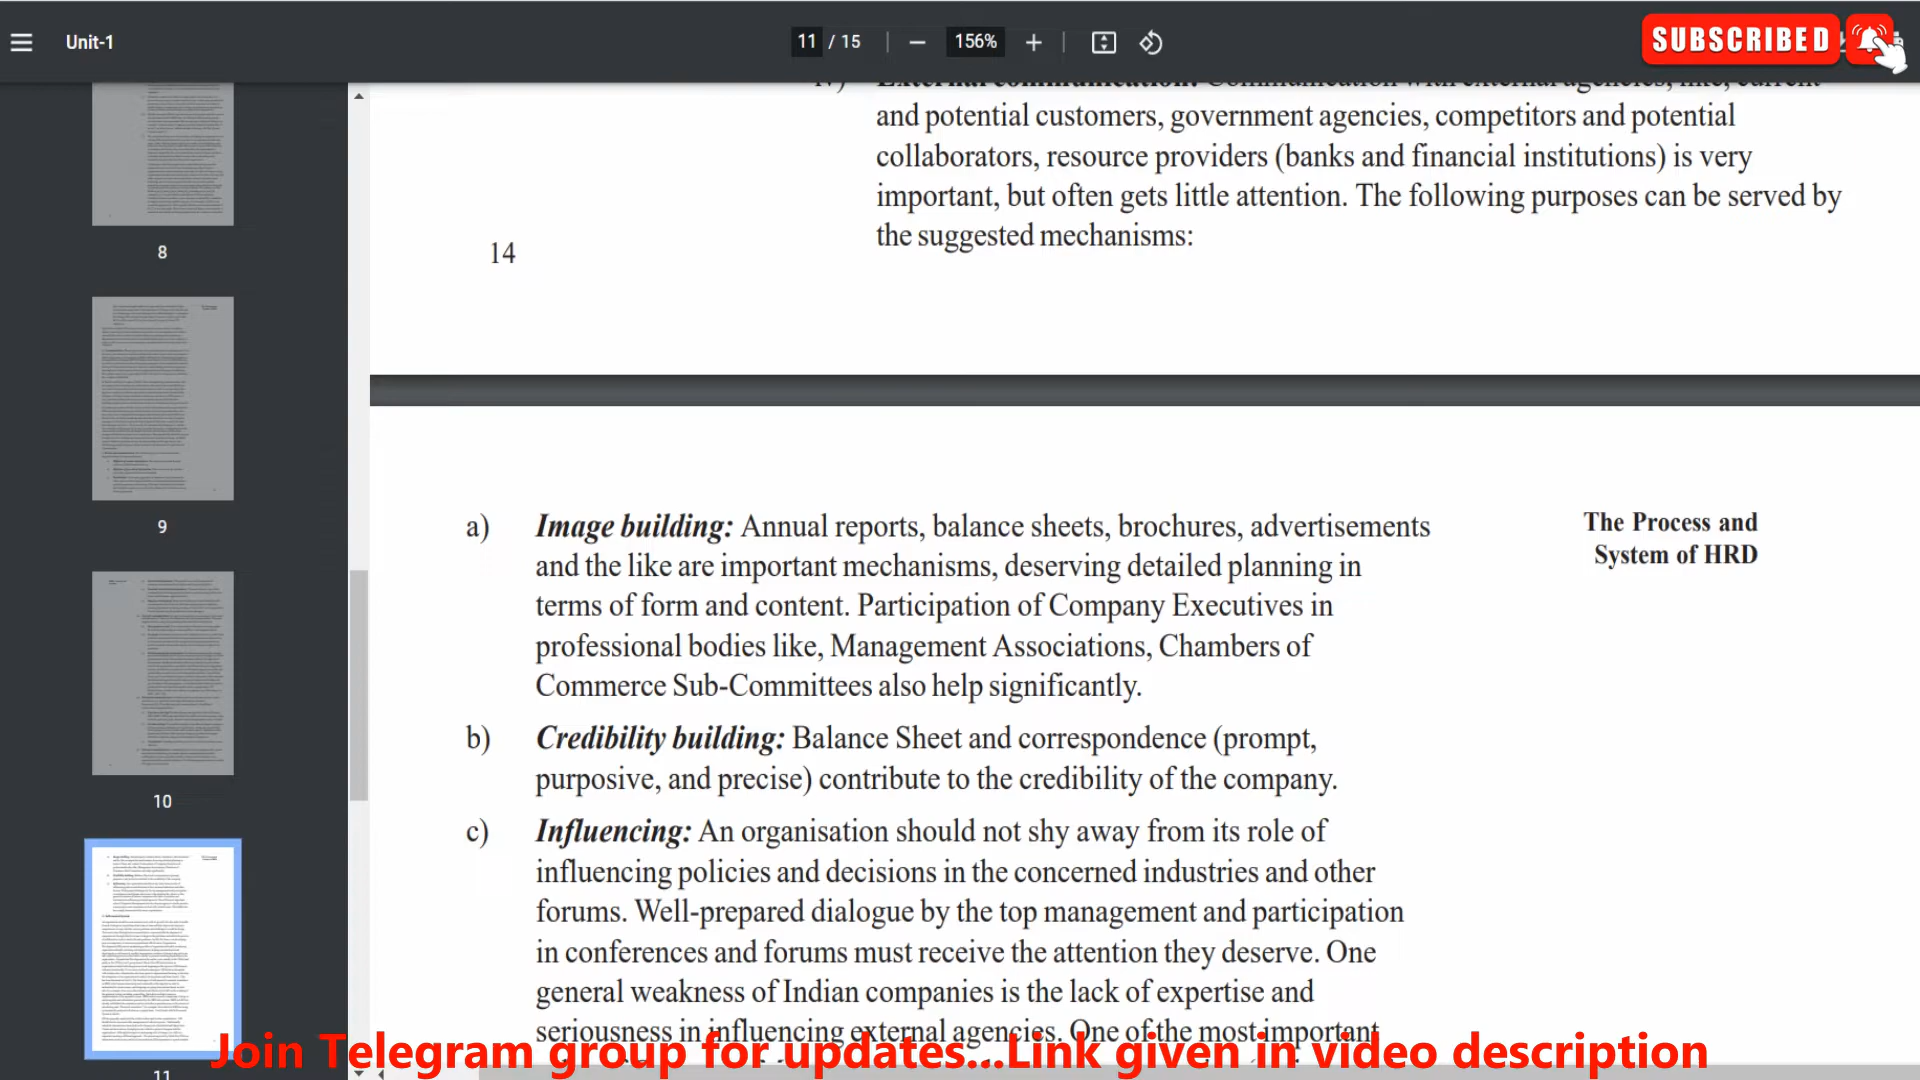 Unit-1
11 / 15
156%
SUBSCRIBED
iv) External communication: Communication with external agencies, like, current
and potential customers, government agencies, competitors and potential
collaborators, resource providers (banks and financial institutions) is very
important, but often gets little attention. The following purposes can be served by
the suggested mechanisms:
14
8
9
10
11
The Process and
System of HRD
a) Image building: Annual reports, balance sheets, brochures, advertisements
and the like are important mechanisms, deserving detailed planning in
terms of form and content. Participation of Company Executives in
professional bodies like, Management Associations, Chambers of
Commerce Sub-Committees also help significantly.
b) Credibility building: Balance Sheet and correspondence (prompt,
purposive, and precise) contribute to the credibility of the company.
c) Influencing: An organisation should not shy away from its role of
influencing policies and decisions in the concerned industries and other
forums. Well-prepared dialogue by the top management and participation
in conferences and forums must receive the attention they deserve. One
general weakness of Indian companies is the lack of expertise and
seriousness in influencing external agencies. One of the most important
Join Telegram group for updates...Link given in video description